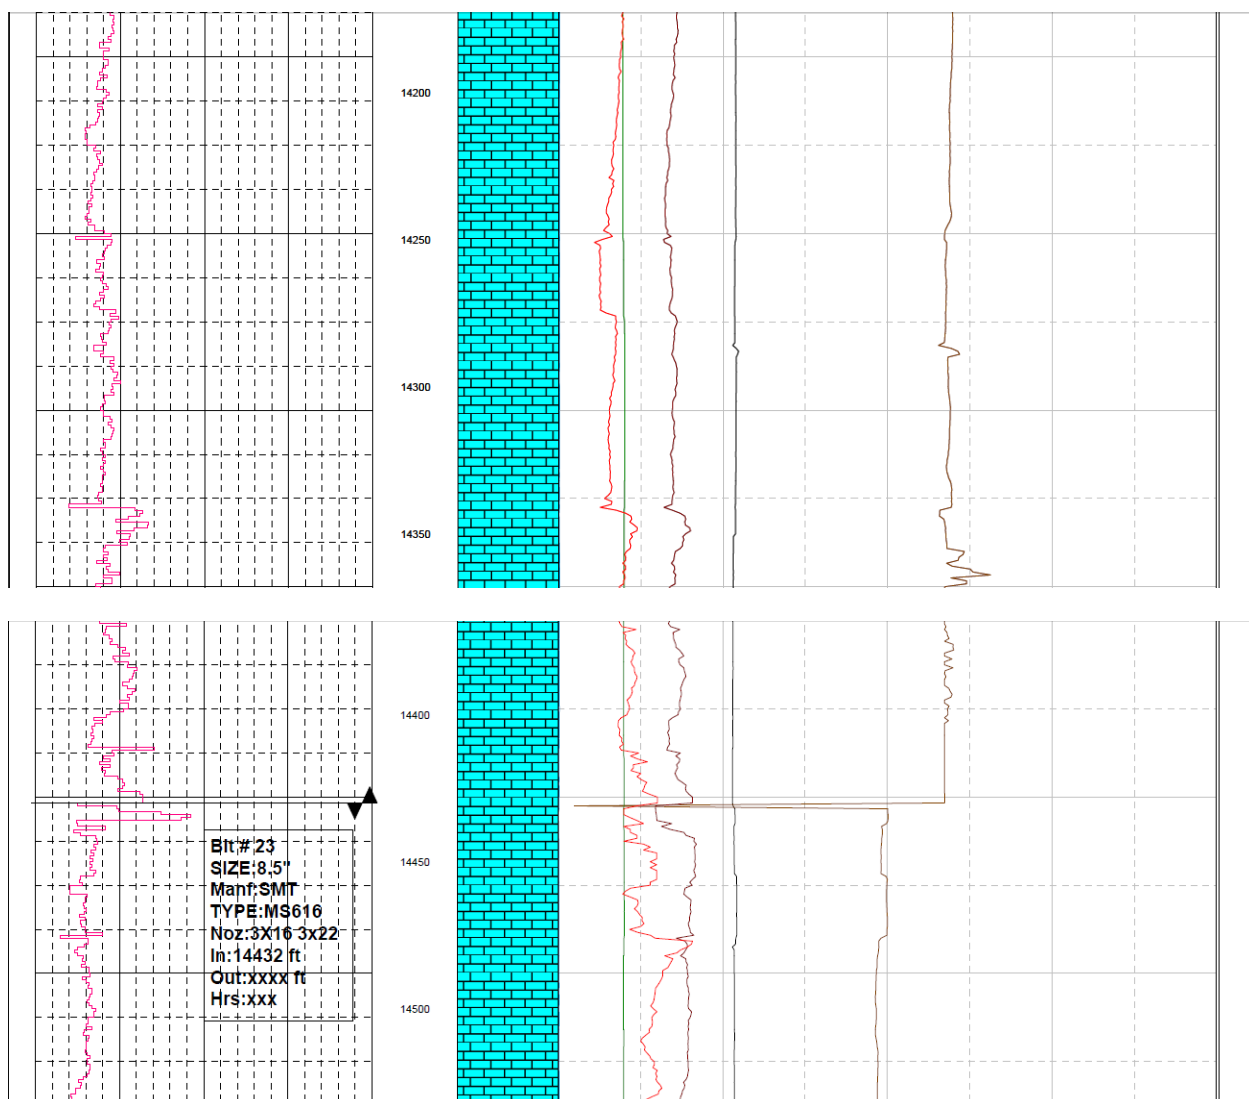 14200
14250
14300
14350
14400
14450
14500
Bit # 23
SIZE:8.5"
Manf:SMT
TYPE:MS616
Noz:3X16 3x22
In:14432 ft
Out:xxxx ft
Hrs:xxx